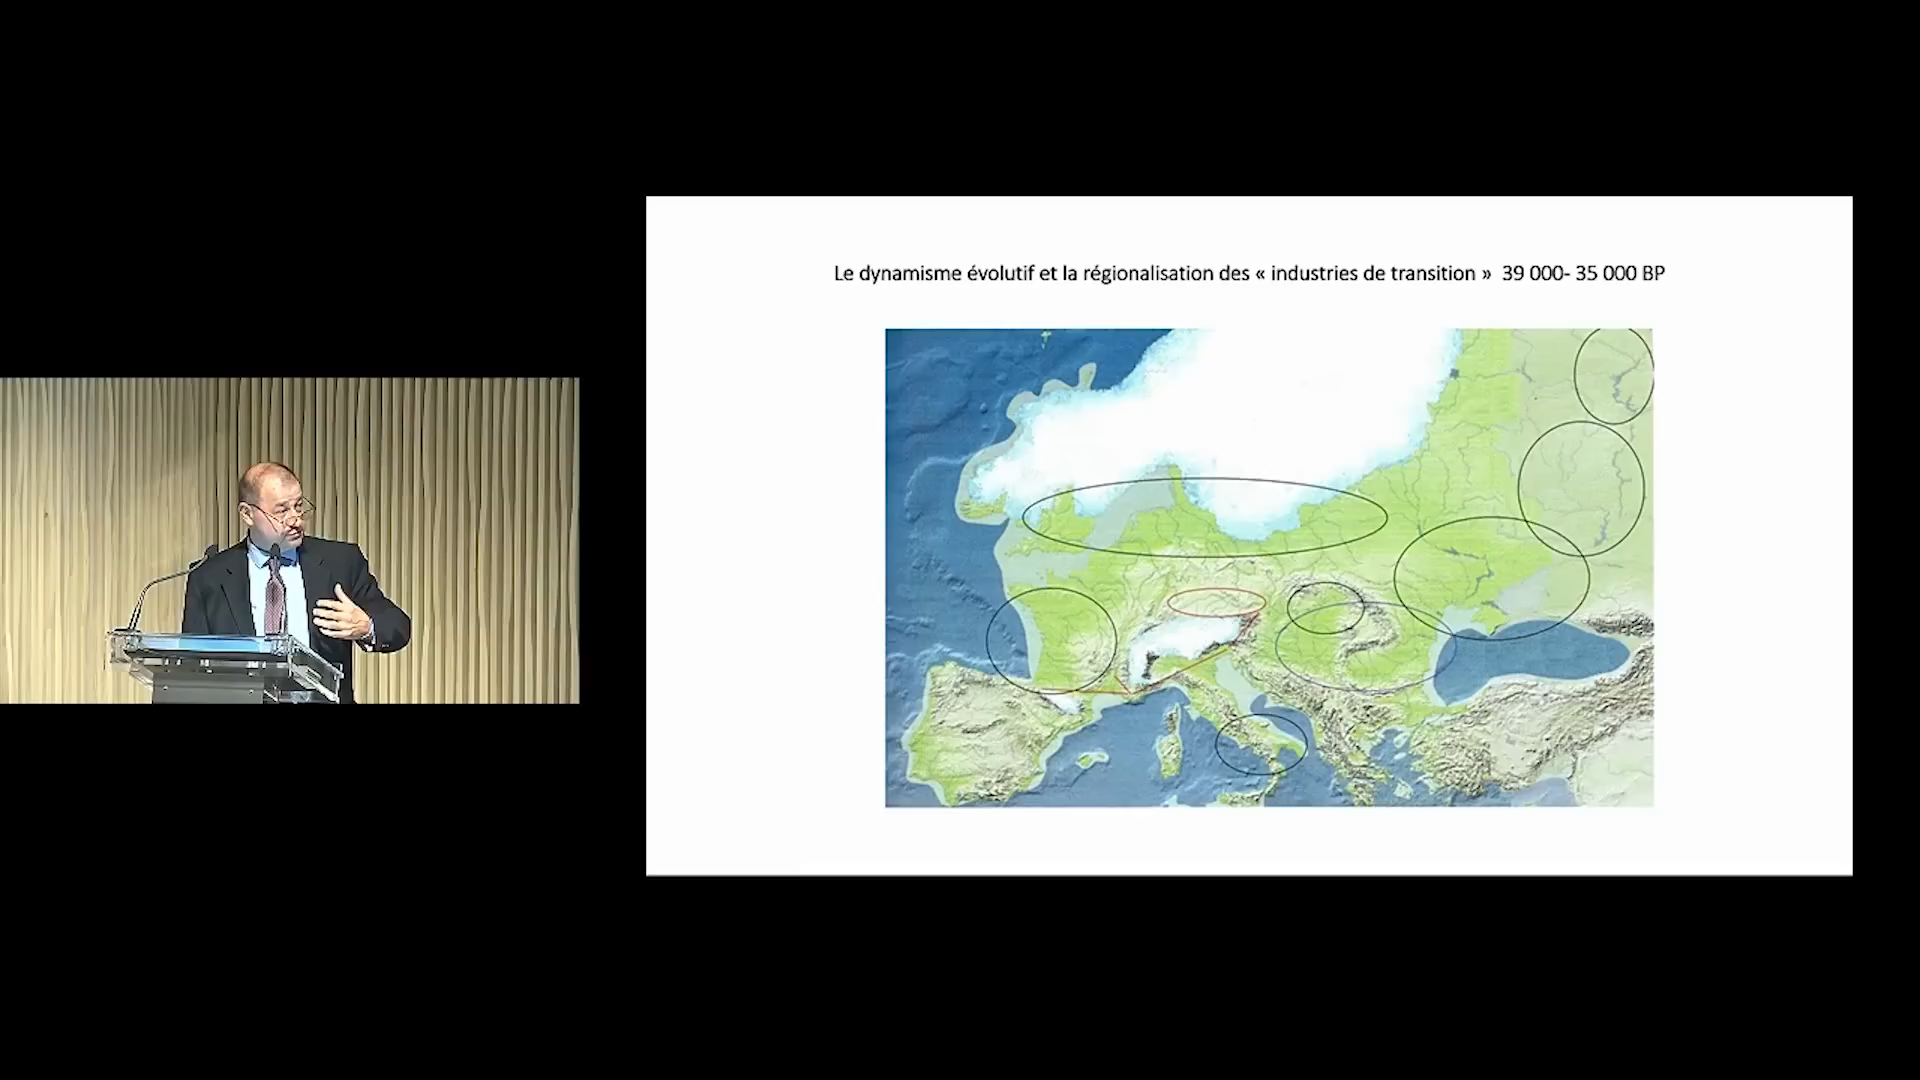 Le dynamisme évolutif et la régionalisation des « industries de transition »  39 000- 35 000 BP